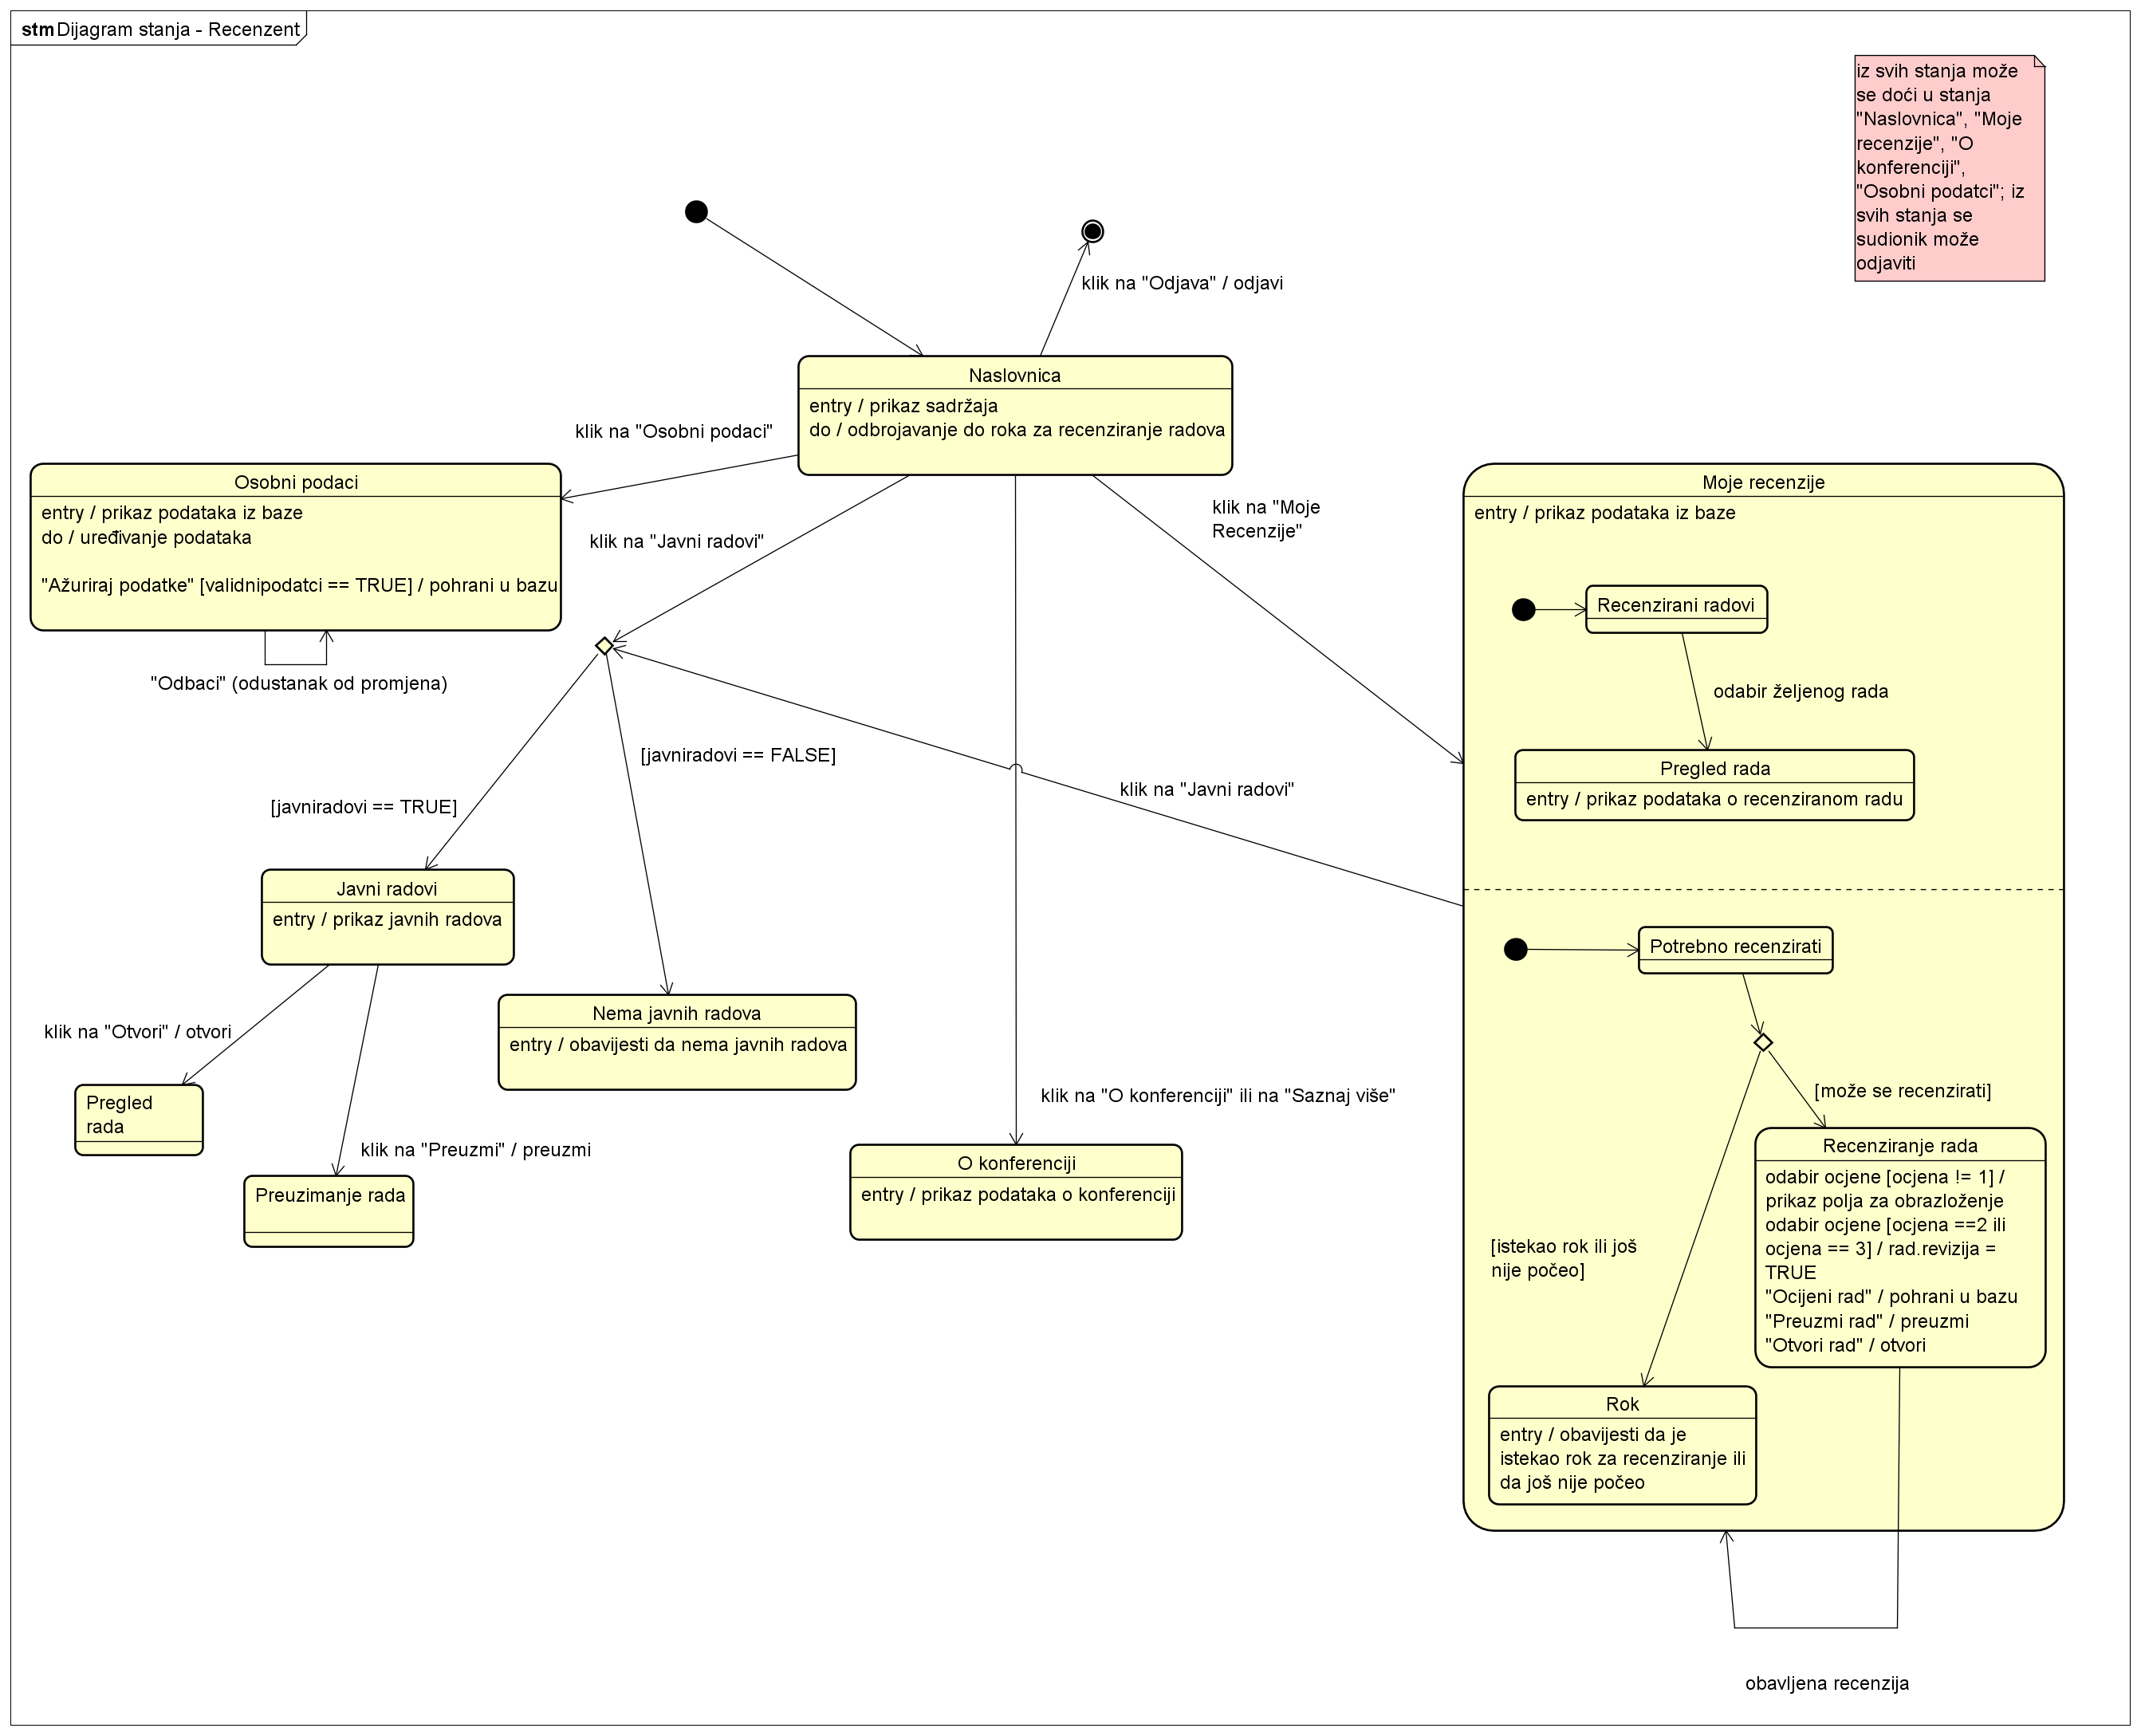 stm Dijagram stanja - Recenzent
iz svih stanja može
se doći u stanja
"Naslovnica", "Moje
recenzije", "O
konferenciji",
"Osobni podatci"; iz
svih stanja se
sudionik može
odjaviti
klik na "Odjava" / odjavi
Naslovnica
entry / prikaz sadržaja
do / odbrojavanje do roka za recenziranje radova
klik na "Osobni podaci"
Osobni podaci
entry / prikaz podataka iz baze
do / uređivanje podataka
"Ažuriraj podatke" [validnipodatci == TRUE] / pohrani u bazu
"Odbaci" (odustanak od promjena)
klik na "Javni radovi"
klik na "Moje
Recenzije"
Moje recenzije
entry / prikaz podataka iz baze
Recenzirani radovi
odabir željenog rada
Pregled rada
entry / prikaz podataka o recenziranom radu
[javniradovi == FALSE]
klik na "Javni radovi"
[javniradovi == TRUE]
Javni radovi
entry / prikaz javnih radova
Potrebno recenzirati
Nema javnih radova
entry / obavijesti da nema javnih radova
klik na "Otvori" / otvori
Pregled
rada
klik na "Preuzmi" / preuzmi
Preuzimanje rada
klik na "O konferenciji" ili na "Saznaj više"
O konferenciji
entry / prikaz podataka o konferenciji
[može se recenzirati]
Recenziranje rada
odabir ocjene [ocjena != 1] /
prikaz polja za obrazloženje
odabir ocjene [ocjena ==2 ili
ocjena == 3] / rad.revizija =
TRUE
"Ocijeni rad" / pohrani u bazu
"Preuzmi rad" / preuzmi
"Otvori rad" / otvori
[istekao rok ili još
nije počeo]
Rok
entry / obavijesti da je
istekao rok za recenziranje ili
da još nije počeo
obavljena recenzija